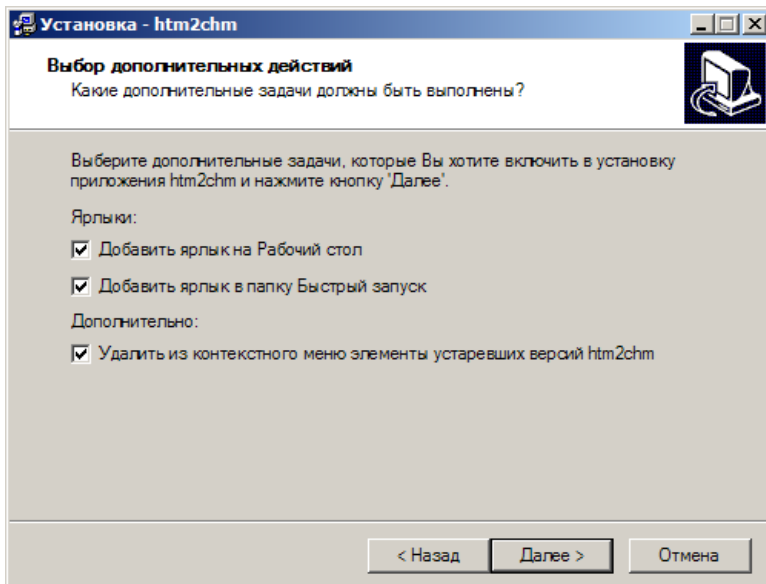 Установка - htm2chm
Выбор дополнительных действий
Какие дополнительные задачи должны быть выполнены?
Выберите дополнительные задачи, которые Вы хотите включить в установку
приложения htm2chm и нажмите кнопку 'Далее'.
Ярлыки:
Добавить ярлык на Рабочий стол
Добавить ярлык в папку Быстрый запуск
Дополнительно:
Удалить из контекстного меню элементы устаревших версий htm2chm
< Назад Далее > Отмена